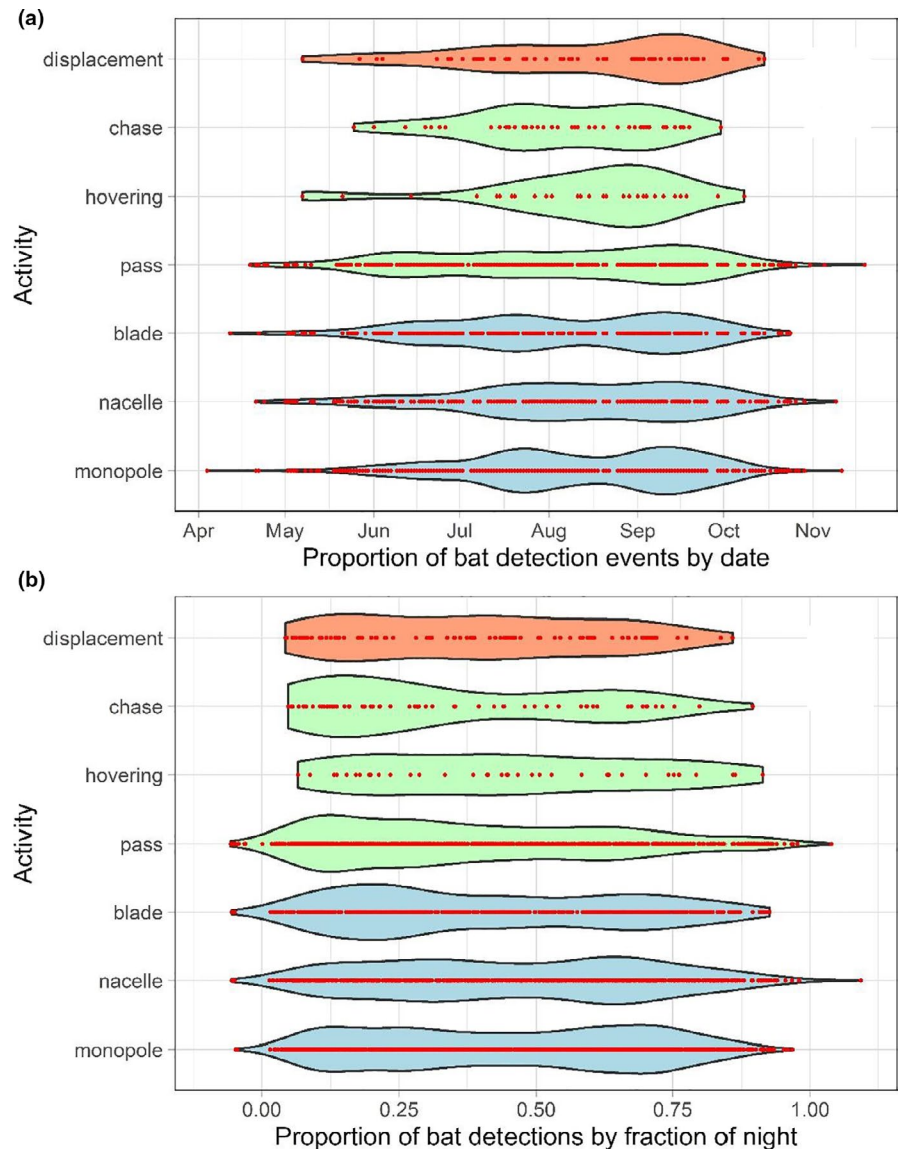 (a)
displacement
chase
hovering
pass
blade
nacelle
monopole
Activity
Apr May Jun Jul Aug Sep Oct Nov
Proportion of bat detection events by date
(b)
displacement
chase
hovering
pass
blade
nacelle
monopole
Activity
0.00 0.25 0.50 0.75 1.00
Proportion of bat detections by fraction of night